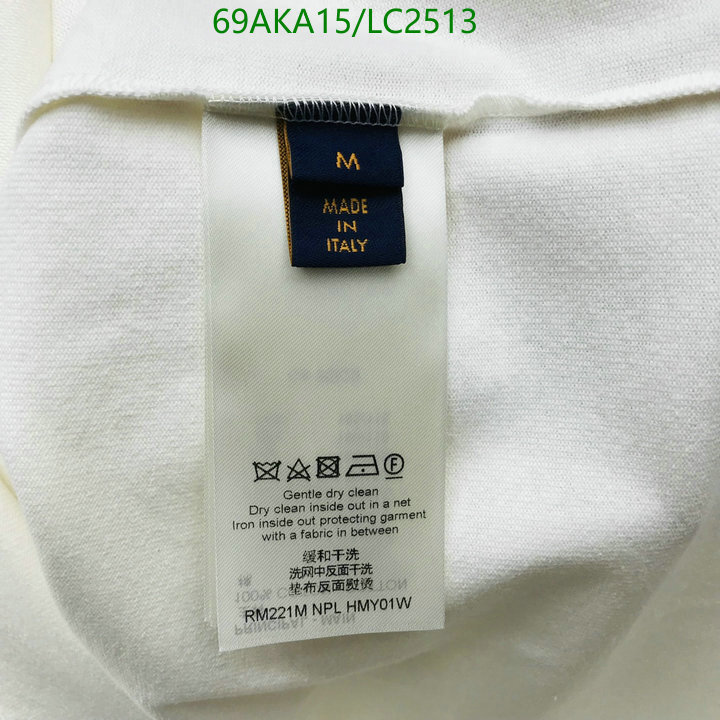 69AKA15/LC2513
M
MADE
IN
ITALY
Gentle dry clean
Dry clean inside out in a net
Iron inside out protecting garment
with a fabric in between
缓和干洗
洗网中反面干洗
垫布反面熨烫
RM221M NPL HMY01W
PRINCIPAL - MAIN